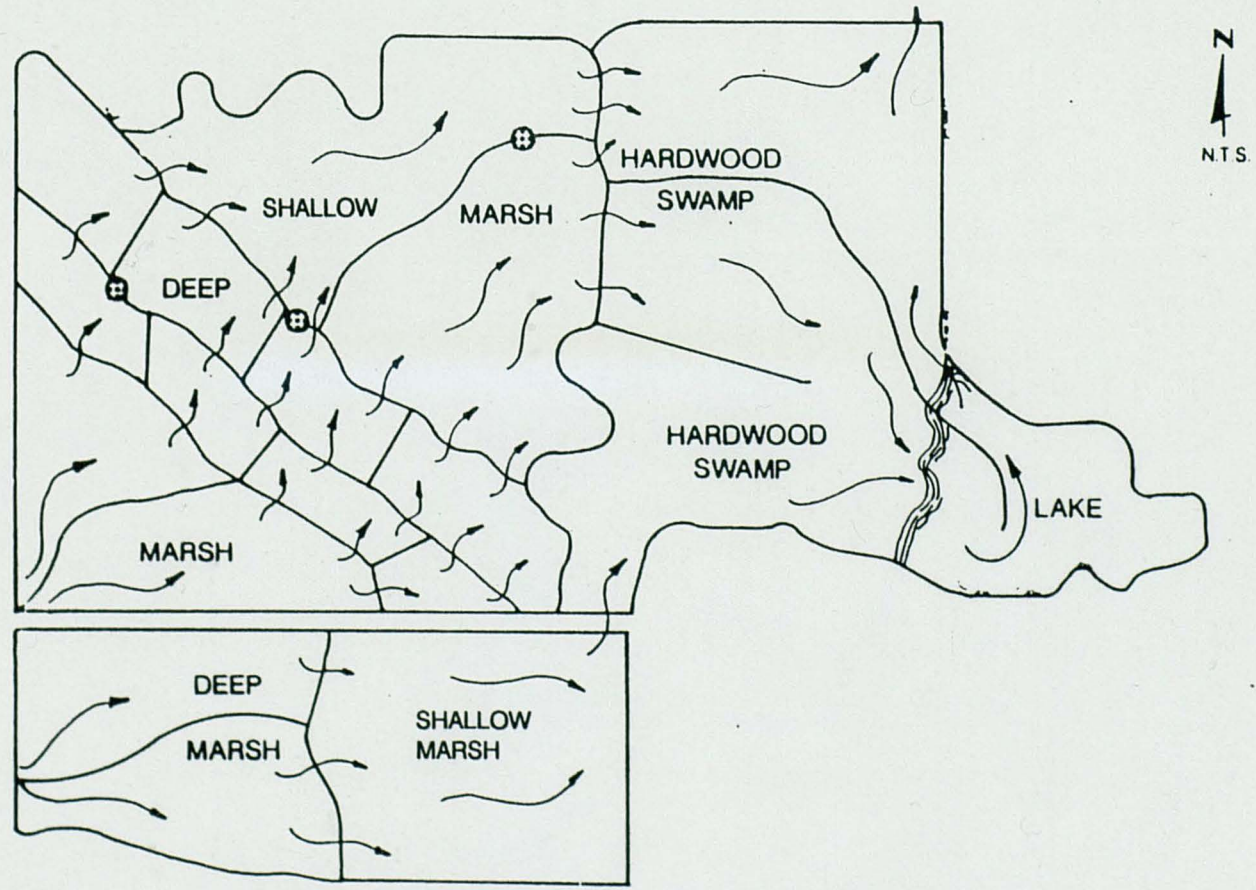 N
N.T.S.
HARDWOOD
SWAMP
SHALLOW
MARSH
DEEP
HARDWOOD
SWAMP
LAKE
MARSH
DEEP
MARSH
SHALLOW
MARSH